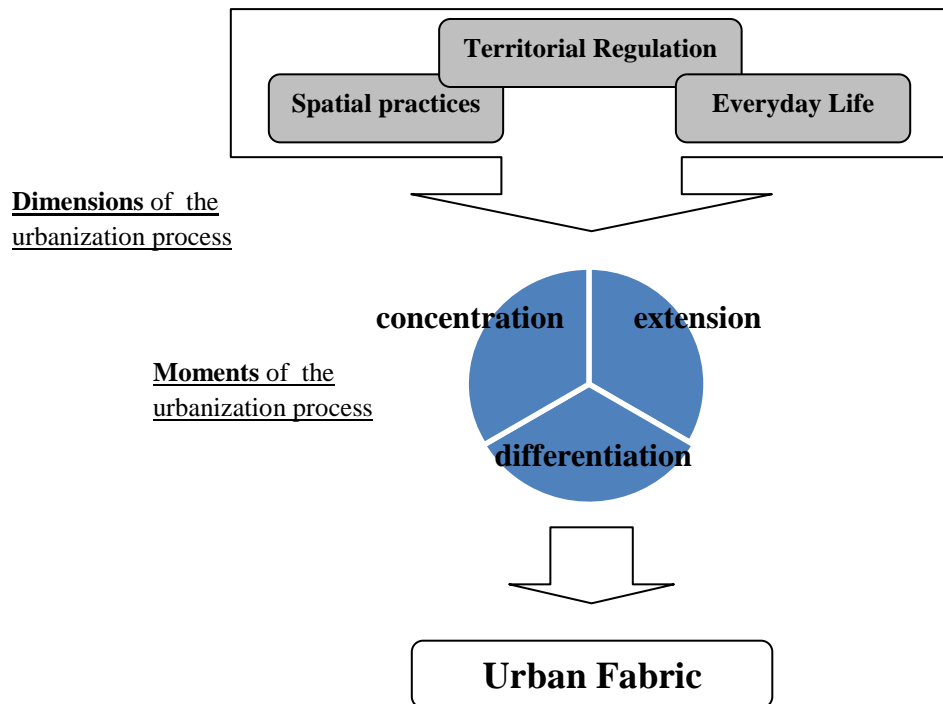 Territorial Regulation
Spatial practices
Everyday Life
Dimensions of the
urbanization process
concentration
extension
Moments of the
urbanization process
differentiation
Urban Fabric